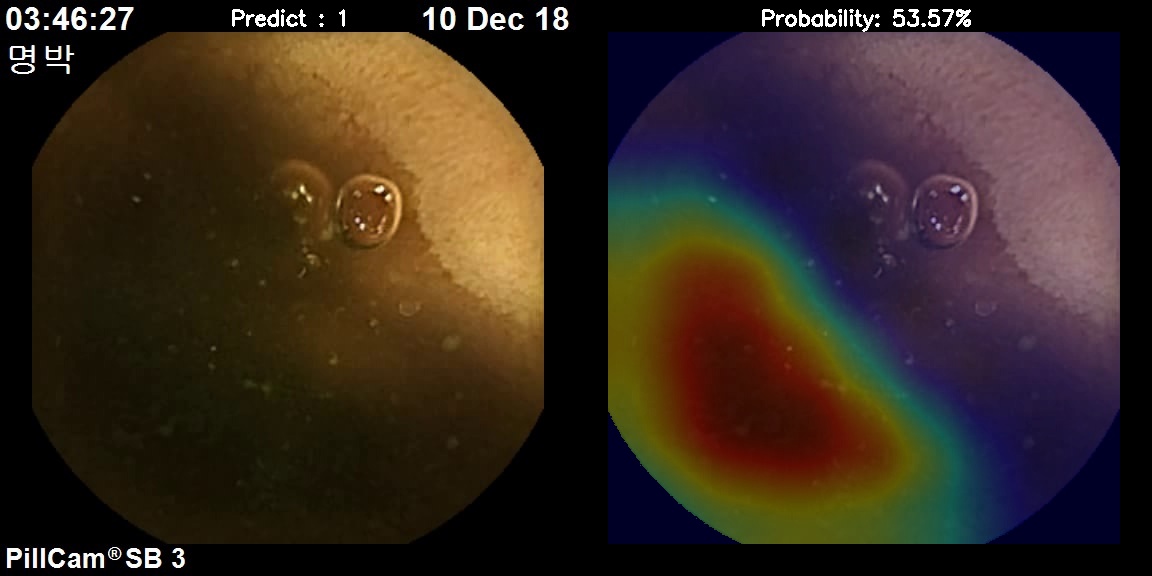 03:46:27
Predict : 1
10 Dec 18
Probability: 53.57%
명박
PillCam® SB 3